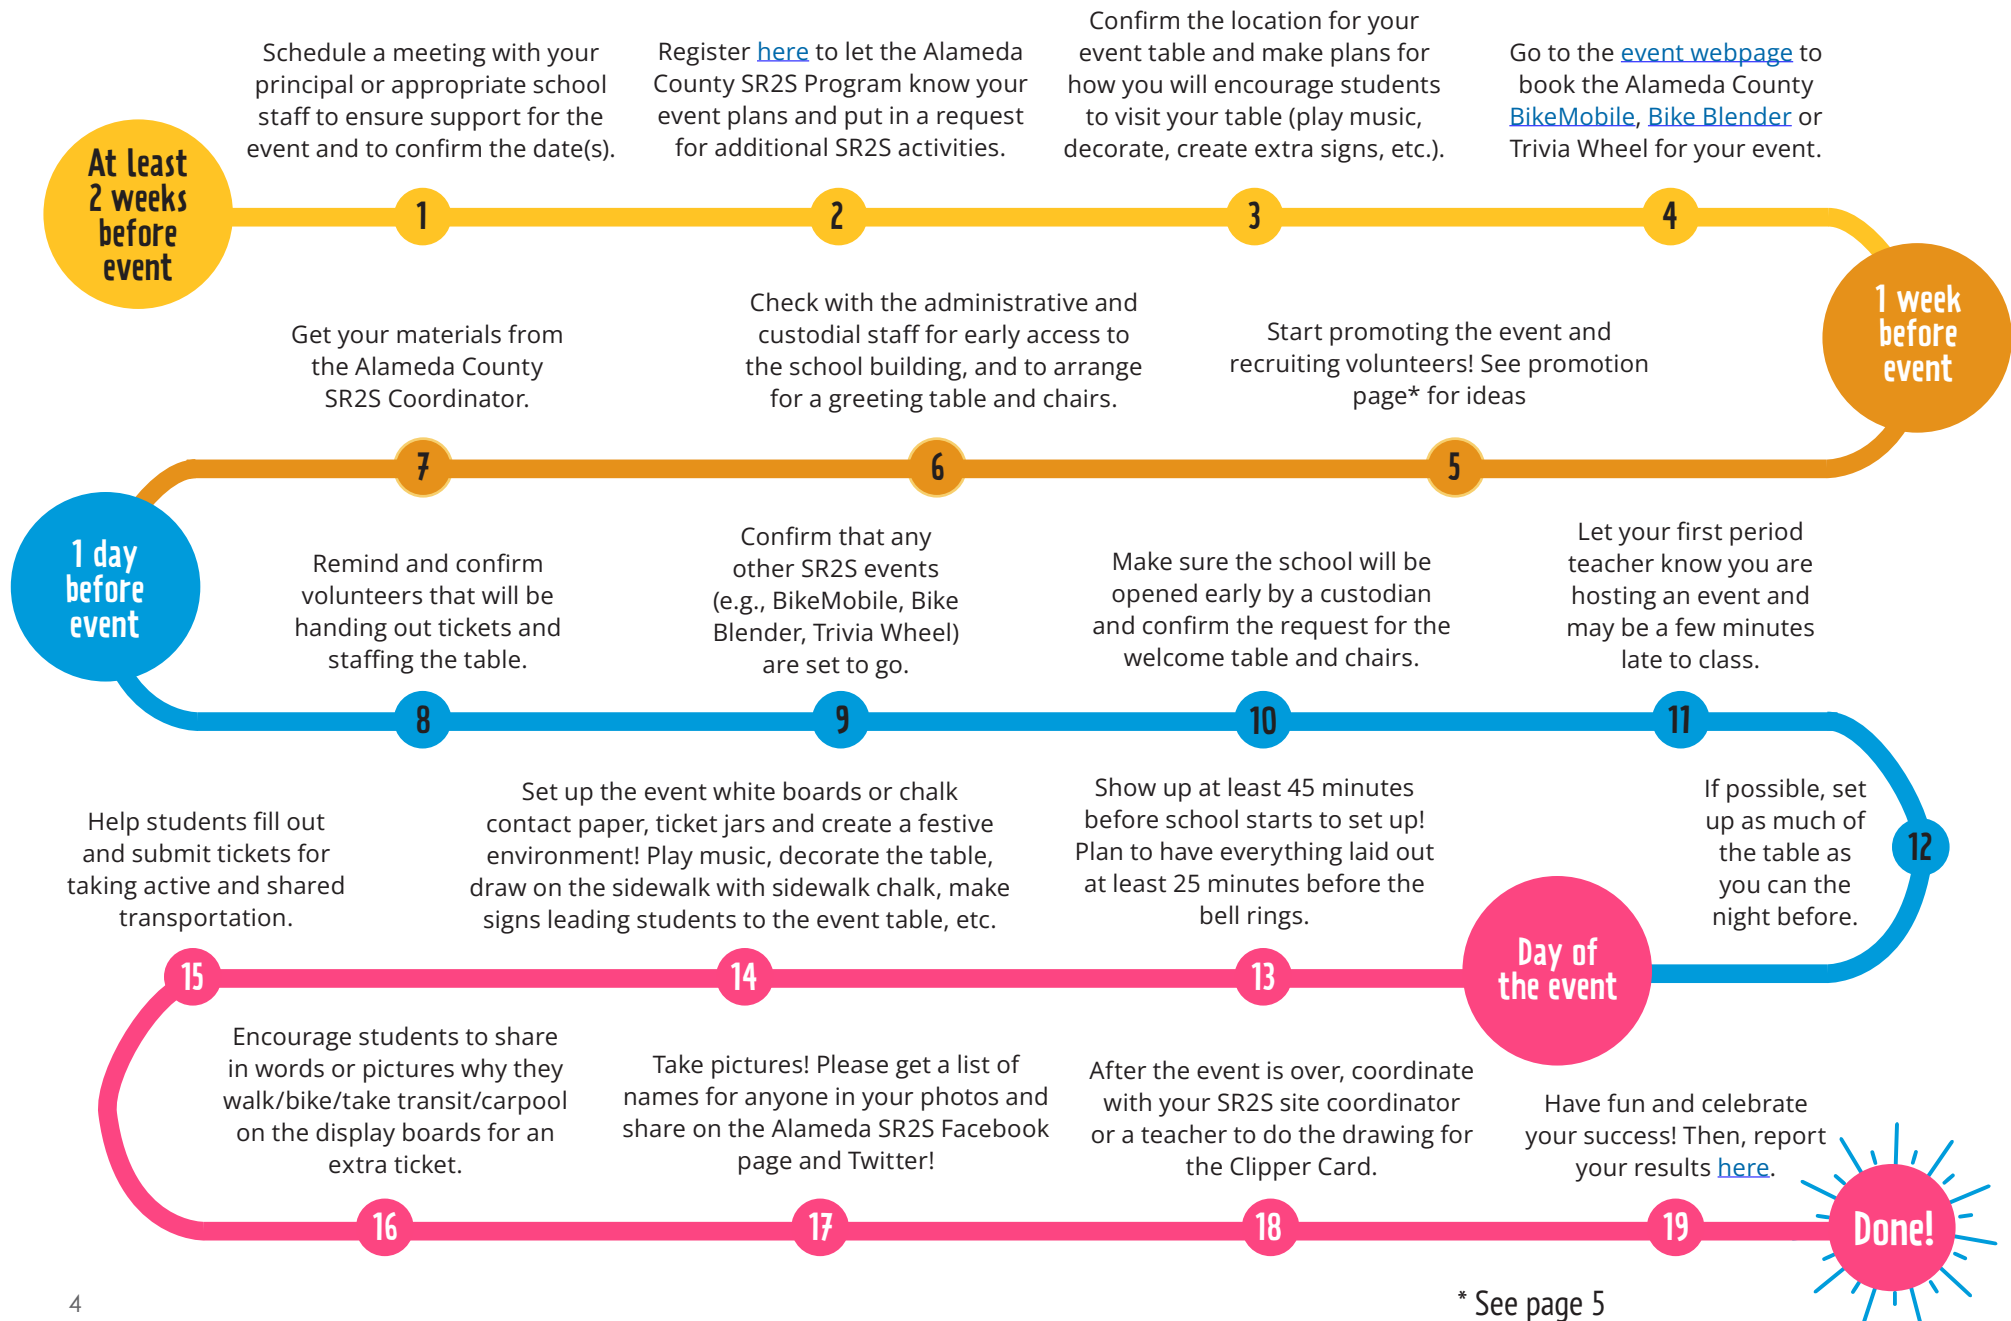 At least
2 weeks
before
event
Schedule a meeting with your
principal or appropriate school
staff to ensure support for the
event and to confirm the date(s).
1
Register here to let the Alameda
County SR2S Program know your
event plans and put in a request
for additional SR2S activities.
2
Confirm the location for your
event table and make plans for
how you will encourage students
to visit your table (play music,
decorate, create extra signs, etc.).
3
Go to the event webpage to
book the Alameda County
BikeMobile, Bike Blender or
Trivia Wheel for your event.
4
1 week
before
event
Start promoting the event and
recruiting volunteers! See promotion
page* for ideas
5
Check with the administrative and
custodial staff for early access to
the school building, and to arrange
for a greeting table and chairs.
6
Get your materials from
the Alameda County
SR2S Coordinator.
7
1 day
before
event
Remind and confirm
volunteers that will be
handing out tickets and
staffing the table.
8
Confirm that any
other SR2S events
(e.g., BikeMobile, Bike
Blender, Trivia Wheel)
are set to go.
9
Make sure the school will be
opened early by a custodian
and confirm the request for the
welcome table and chairs.
10
Let your first period
teacher know you are
hosting an event and
may be a few minutes
late to class.
11
If possible, set
up as much of
the table as
you can the
night before.
12
Day of
the event
Show up at least 45 minutes
before school starts to set up!
Plan to have everything laid out
at least 25 minutes before the
bell rings.
13
Set up the event white boards or chalk
contact paper, ticket jars and create a festive
environment! Play music, decorate the table,
draw on the sidewalk with sidewalk chalk, make
signs leading students to the event table, etc.
14
Help students fill out
and submit tickets for
taking active and shared
transportation.
15
Encourage students to share
in words or pictures why they
walk/bike/take transit/carpool
on the display boards for an
extra ticket.
16
Take pictures! Please get a list of
names for anyone in your photos and
share on the Alameda SR2S Facebook
page and Twitter!
17
After the event is over, coordinate
with your SR2S site coordinator
or a teacher to do the drawing for
the Clipper Card.
18
Have fun and celebrate
your success! Then, report
your results here.
19
Done!
4
* See page 5